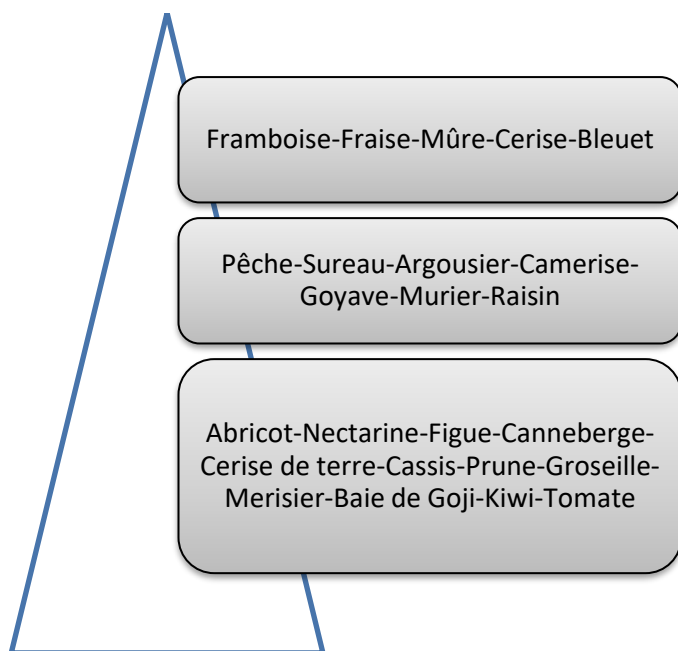 Framboise-Fraise-Mûre-Cerise-Bleuet
Pêche-Sureau-Argousier-Camerise-
Goyave-Murier-Raisin
Abricot-Nectarine-Figue-Canneberge-
Cerise de terre-Cassis-Prune-Groseille-
Merisier-Baie de Goji-Kiwi-Tomate